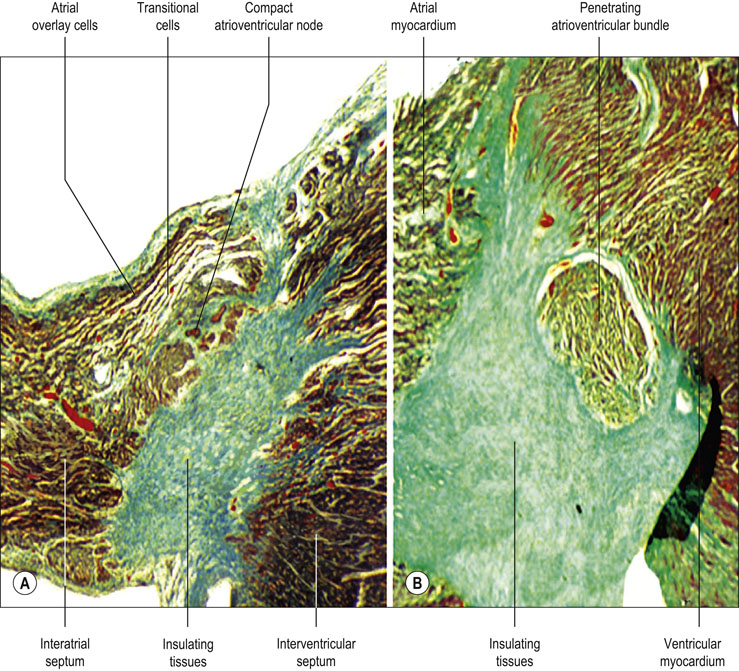 Atrial
overlay cells
Transitional
cells
Compact
atrioventricular node
Atrial
myocardium
Penetrating
atrioventricular bundle
A
B
Interatrial
septum
Insulating
tissues
Interventricular
septum
Insulating
tissues
Ventricular
myocardium